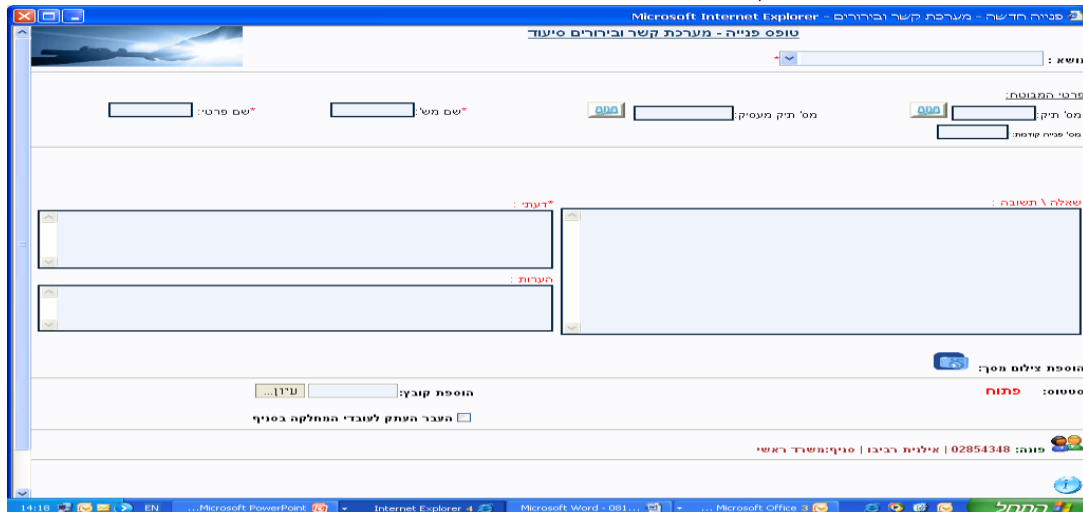 פנייה חדשה - מערכת קשר ובירורים - Microsoft Internet Explorer
טופס פנייה - מערכת קשר ובירורים סיעוד
נושא : *
פרטי המבוטח:
מס' תיק: מס' תיק מעסיק: *שם מש': *שם פרטי:
מס' פנייה קודמת:
שאלה \ תשובה :
*דעתי :
הערות :
הוספת צילום מסך:
סטטוס: פתוח
הוספת קובץ: עיון...
העבר העתק לעובדי המחלקה בסניף
פונה: 02854348 | אילנית רביבו | סניף:משרד ראשי
התחל Microsoft Office 3 ... Microsoft Word - 081... Internet Explorer 4 Microsoft PowerPoint... EN 14:18